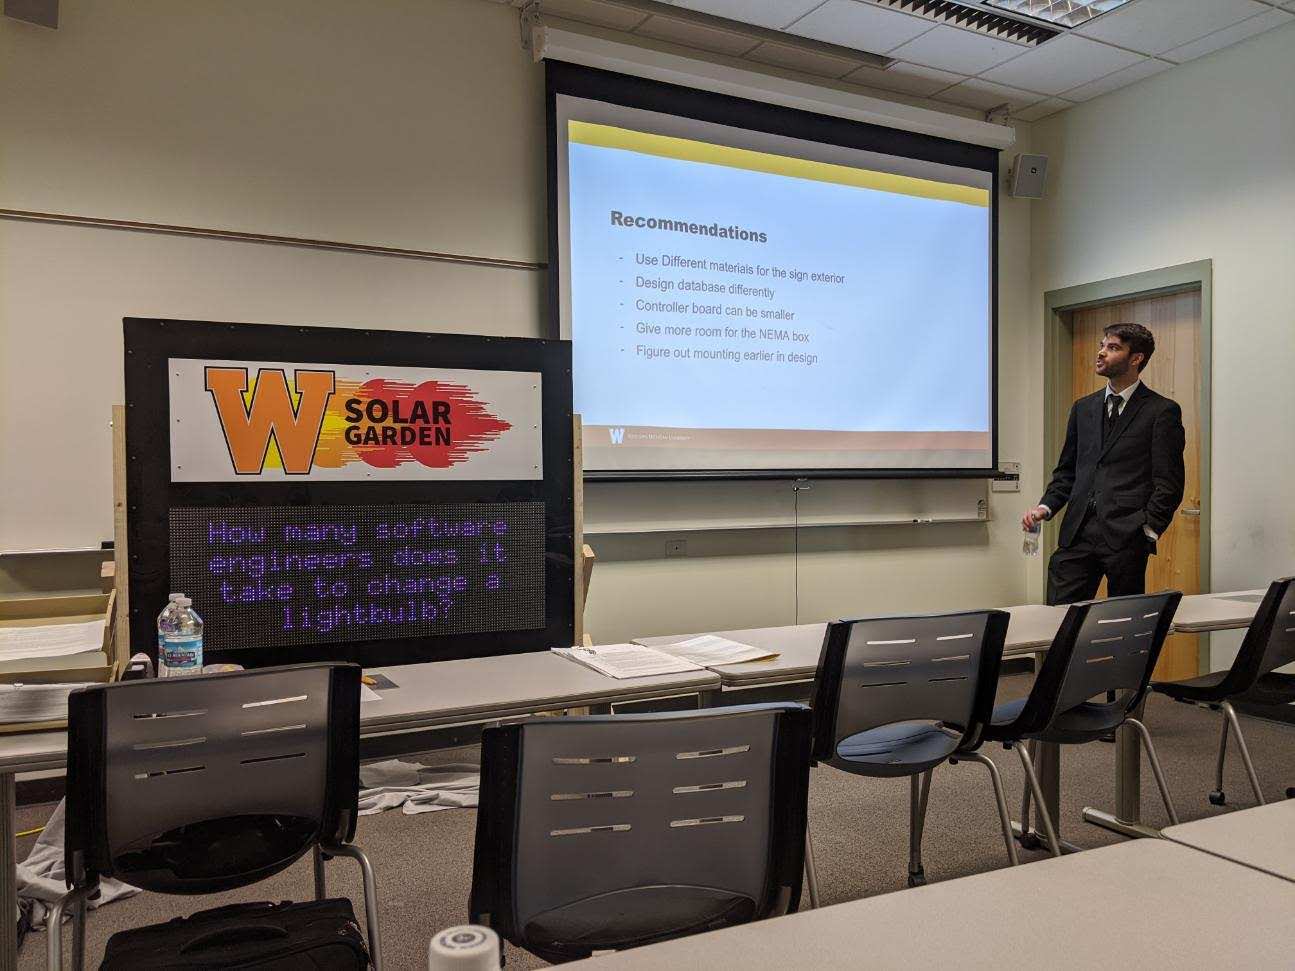 Recommendations
- Use Different materials for the sign exterior
- Design database differently
- Controller board can be smaller
- Give more room for the NEMA box
- Figure out mounting earlier in design
W
W
SOLAR
GARDEN
How many software
engineers does it
take to change a
lightbulb?